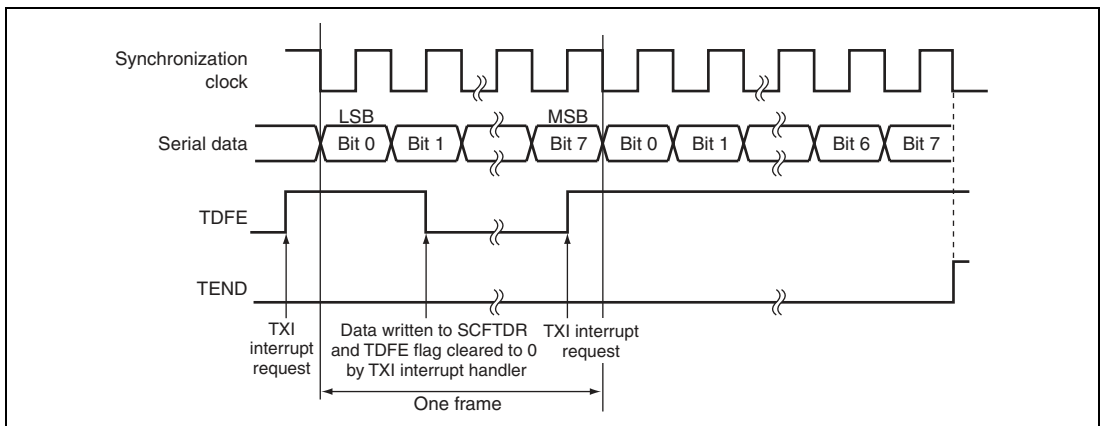 Synchronization
clock
LSB
MSB
Serial data
Bit 0
Bit 1
Bit 7
Bit 0
Bit 1
Bit 6
Bit 7
TDFE
TEND
TXI
interrupt
request
Data written to SCFTDR
and TDFE flag cleared to 0
by TXI interrupt handler
TXI interrupt
request
One frame